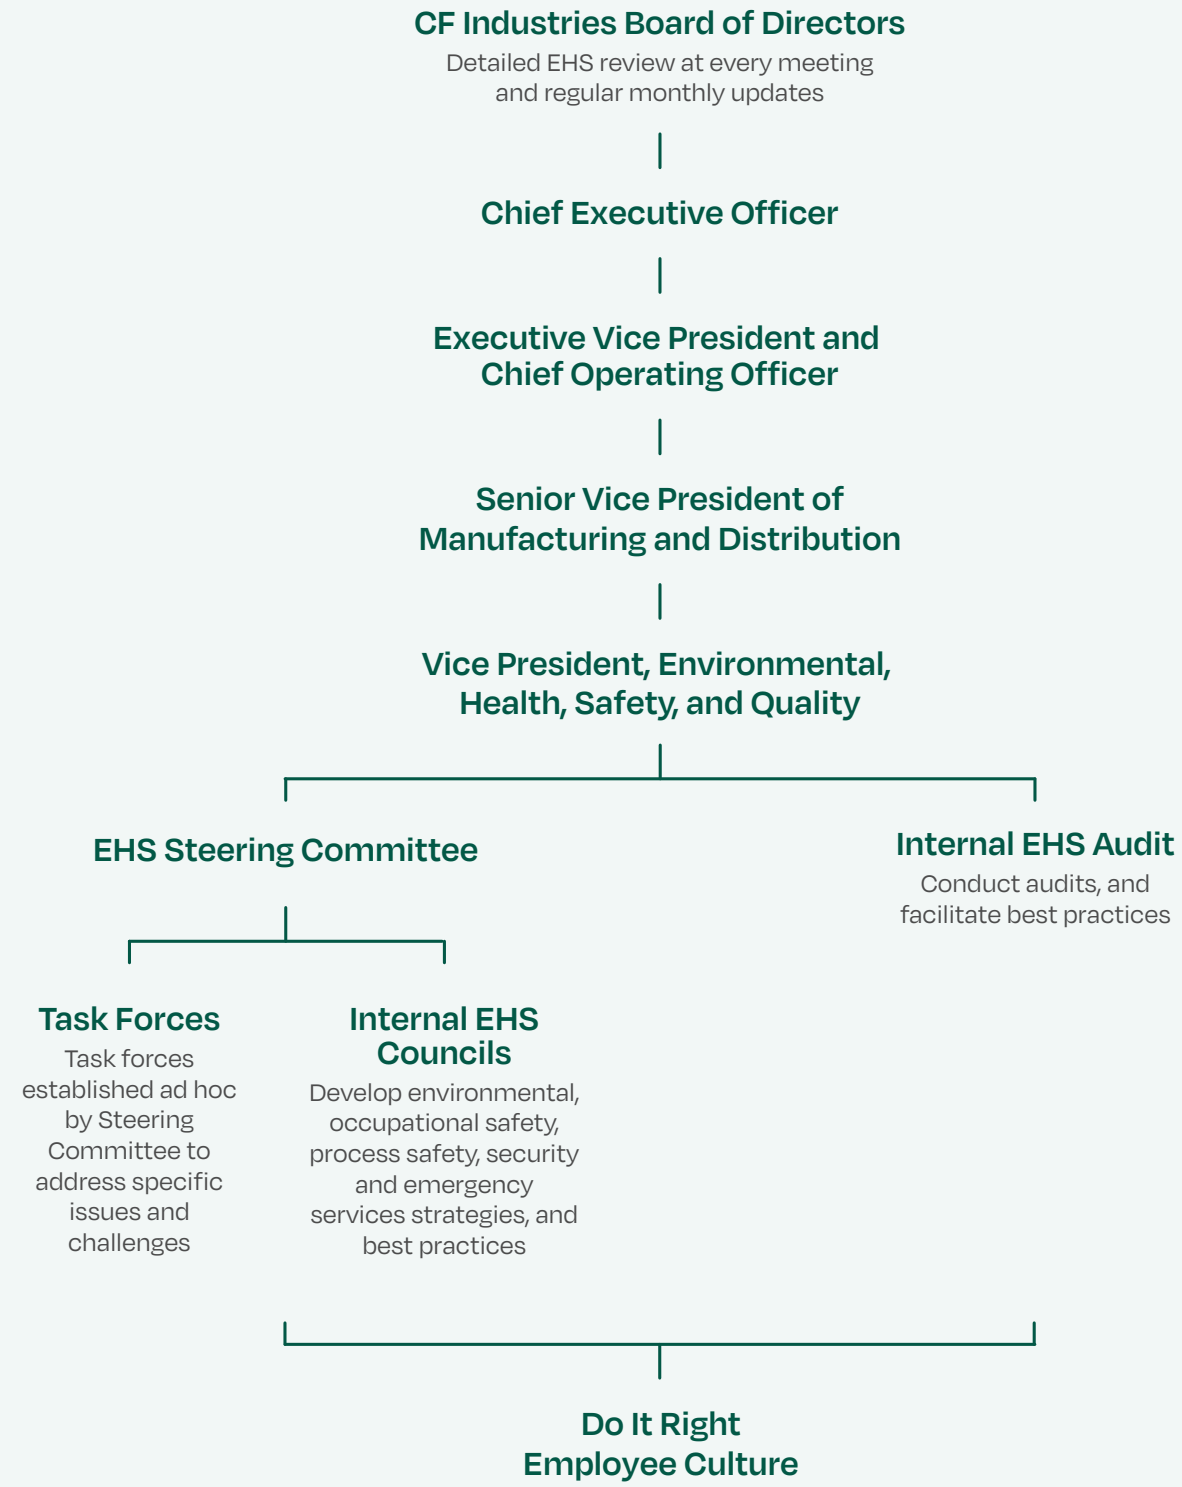 CF Industries Board of Directors
Detailed EHS review at every meeting
and regular monthly updates
Chief Executive Officer
Executive Vice President and
Chief Operating Officer
Senior Vice President of
Manufacturing and Distribution
Vice President, Environmental,
Health, Safety, and Quality
EHS Steering Committee
Internal EHS Audit
Conduct audits, and
facilitate best practices
Task Forces
Task forces
established ad hoc
by Steering
Committee to
address specific
issues and
challenges
Internal EHS
Councils
Develop environmental,
occupational safety,
process safety, security
and emergency
services strategies, and
best practices
Do It Right
Employee Culture